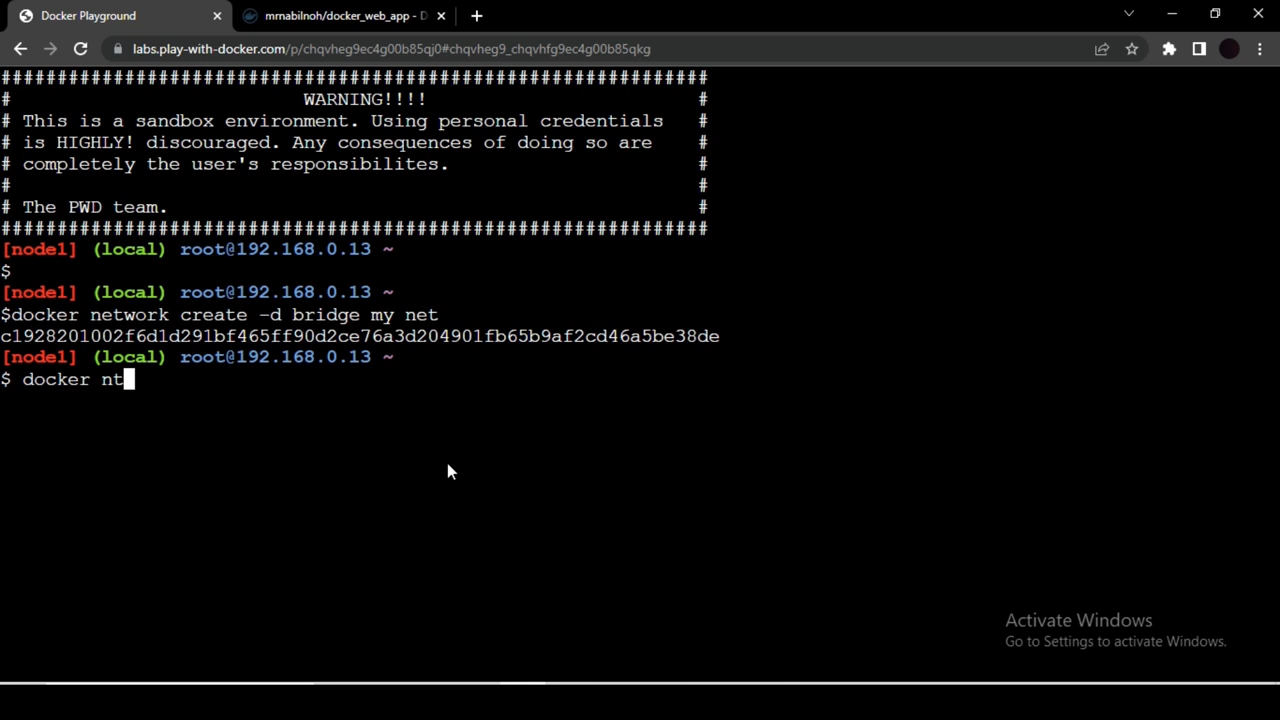 Docker Playground
mrnabilnoh/docker_web_app - D
labs.play-with-docker.com/p/chqvheg9ec4g00b85qj0#chqvheg9_chqvhfg9ec4g00b85qkg
###############################################################
# WARNING!!!! #
# This is a sandbox environment. Using personal credentials #
# is HIGHLY! discouraged. Any consequences of doing so are #
# completely the user's responsibilites. #
# #
# The PWD team. #
###############################################################
[node1] (local) root@192.168.0.13 ~
$
[node1] (local) root@192.168.0.13 ~
$docker network create -d bridge my net
c1928201002f6d1d291bf465ff90d2ce76a3d204901fb65b9af2cd46a5be38de
[node1] (local) root@192.168.0.13 ~
$ docker nt
Activate Windows
Go to Settings to activate Windows.